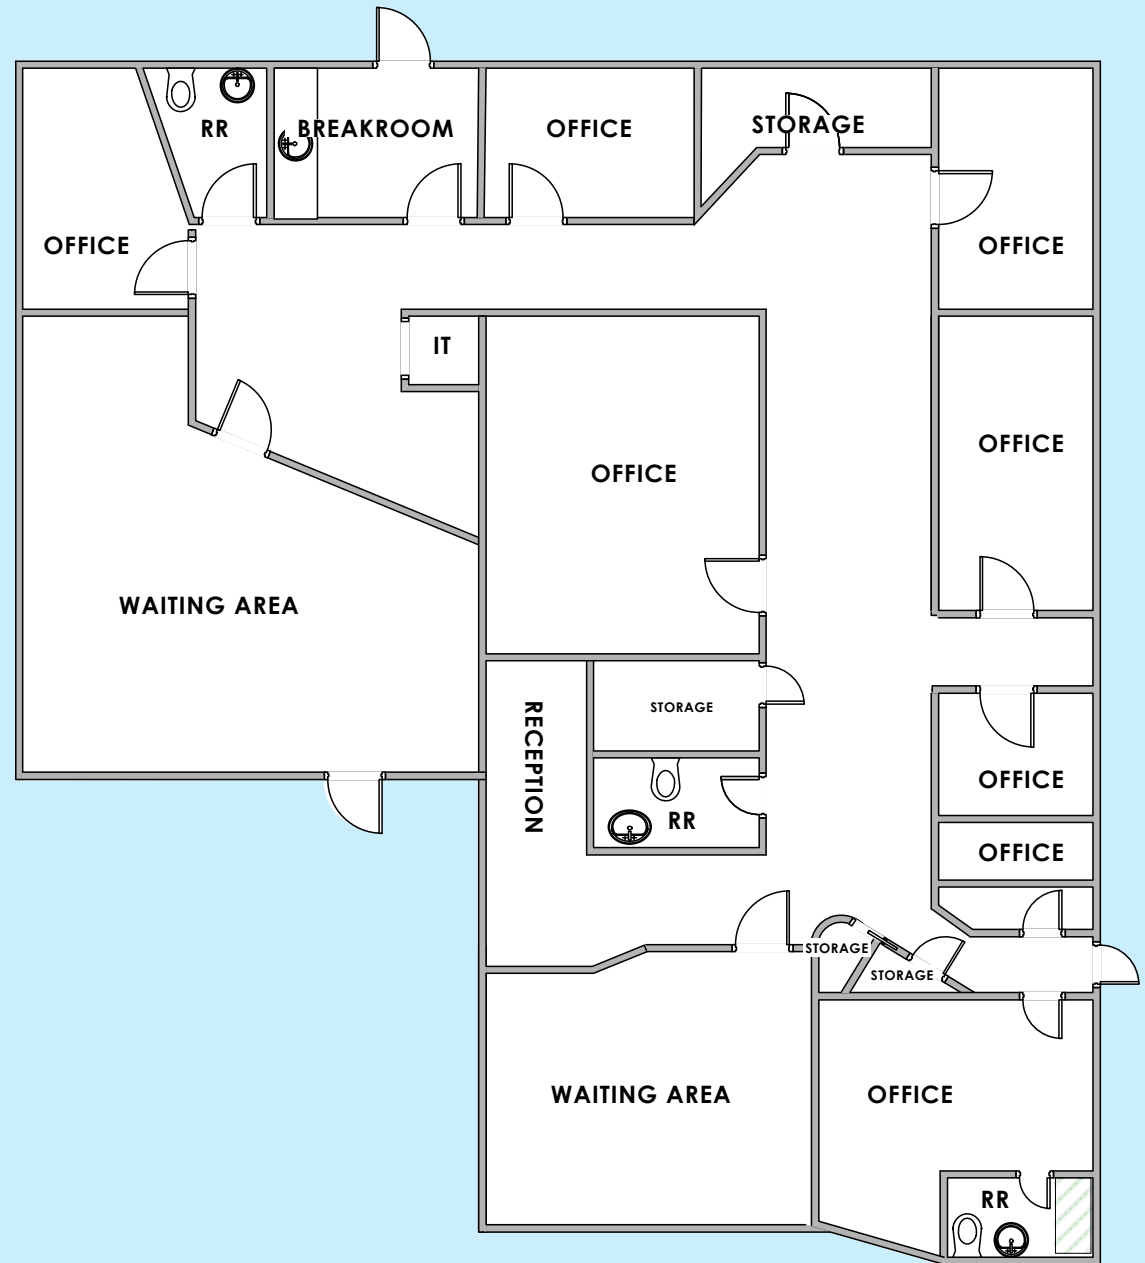 RR
BREAKROOM
OFFICE
STORAGE
OFFICE
OFFICE
IT
OFFICE
OFFICE
WAITING AREA
RECEPTION
STORAGE
OFFICE
RR
OFFICE
STORAGE
STORAGE
WAITING AREA
OFFICE
RR